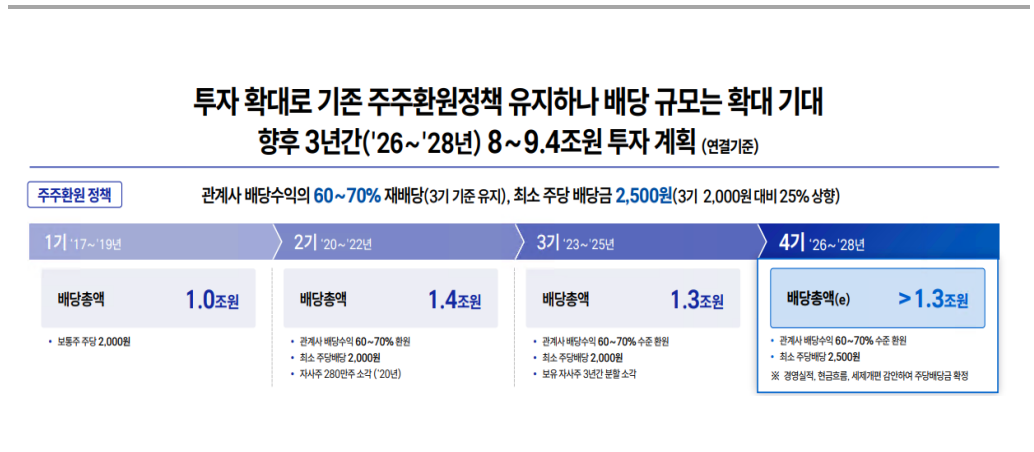 투자 확대로 기존 주주환원정책 유지하나 배당 규모는 확대 기대
향후 3년간('26~'28년) 8~9.4조원 투자 계획 (연결기준)
주주환원 정책
관계사 배당수익의 60~70% 재배당(3기 기준 유지), 최소 주당 배당금 2,500원(3기 2,000원 대비 25% 상향)
1기 '17~'19년
2기 '20~'22년
3기 '23~'25년
4기 '26~'28년
배당총액 1.0조원
배당총액 1.4조원
배당총액 1.3조원
배당총액(e) >1.3조원
• 보통주 주당 2,000원
• 관계사 배당수익 60~70% 환원
• 최소 주당배당 2,000원
• 자사주 280만주 소각 ('20년)
• 관계사 배당수익 60~70% 수준 환원
• 최소 주당배당 2,000원
• 보유 자사주 3년간 분할 소각
• 관계사 배당수익 60~70% 수준 환원
• 최소 주당배당 2,500원
※ 경영실적, 현금흐름, 세제개편 감안하여 주당배당금 확정